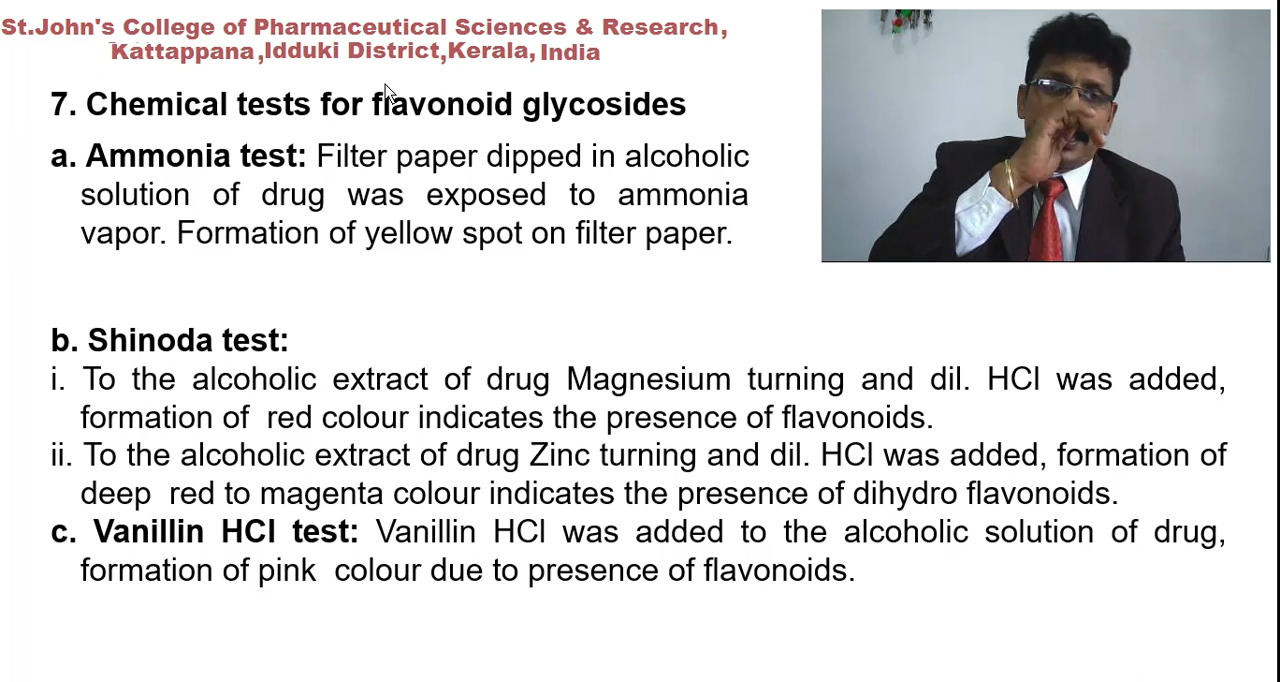 St.John's College of Pharmaceutical Sciences & Research,
Kattappana,Idduki District,Kerala, India
7. Chemical tests for flavonoid glycosides
a. Ammonia test: Filter paper dipped in alcoholic
solution of drug was exposed to ammonia
vapor. Formation of yellow spot on filter paper.
b. Shinoda test:
i. To the alcoholic extract of drug Magnesium turning and dil. HCl was added,
formation of red colour indicates the presence of flavonoids.
ii. To the alcoholic extract of drug Zinc turning and dil. HCl was added, formation of
deep red to magenta colour indicates the presence of dihydro flavonoids.
c. Vanillin HCl test: Vanillin HCl was added to the alcoholic solution of drug,
formation of pink colour due to presence of flavonoids.